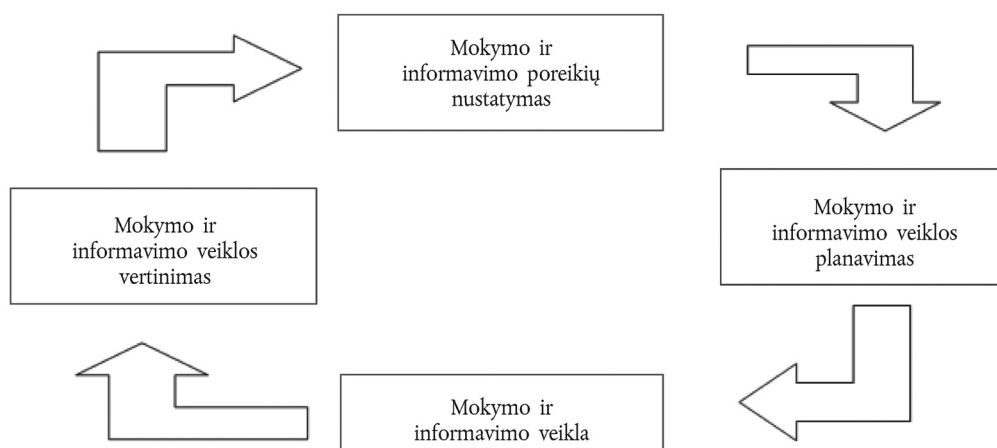 Mokymo ir
informavimo poreikių
nustatymas
Mokymo ir
informavimo veiklos
vertinimas
Mokymo ir
informavimo veiklos
planavimas
Mokymo ir
informavimo veikla